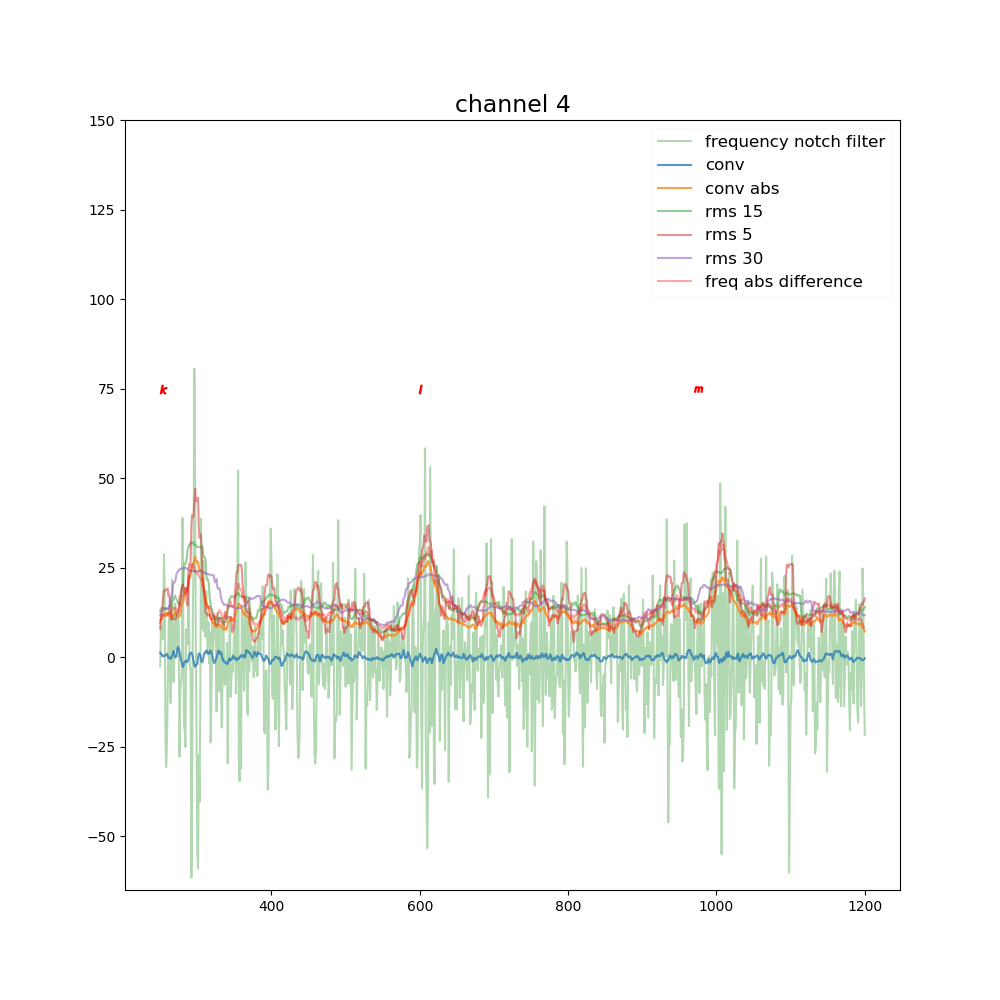 channel 4
150
125
100
75
50
25
0
−25
−50
frequency notch filter
conv
conv abs
rms 15
rms 5
rms 30
freq abs difference
k
l
m
400
600
800
1000
1200